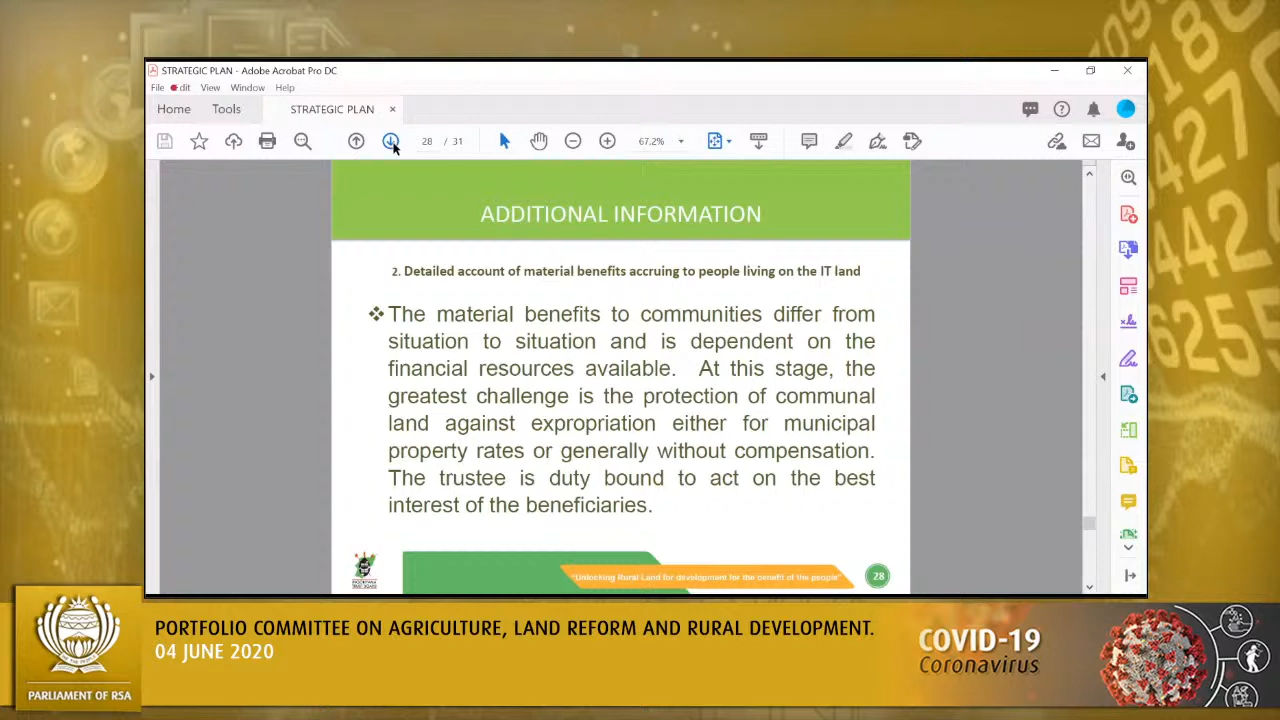 STRATEGIC PLAN - Adobe Acrobat Pro DC
File Edit View Window Help
Home Tools STRATEGIC PLAN
28 / 31 67.2%
ADDITIONAL INFORMATION
2. Detailed account of material benefits accruing to people living on the IT land
❖ The material benefits to communities differ from
situation to situation and is dependent on the
financial resources available. At this stage, the
greatest challenge is the protection of communal
land against expropriation either for municipal
property rates or generally without compensation.
The trustee is duty bound to act on the best
interest of the beneficiaries.
"Unlocking Rural Land for development for the benefit of the people"
28
PORTFOLIO COMMITTEE ON AGRICULTURE, LAND REFORM AND RURAL DEVELOPMENT.
04 JUNE 2020
PARLIAMENT OF RSA
COVID-19
Coronavirus